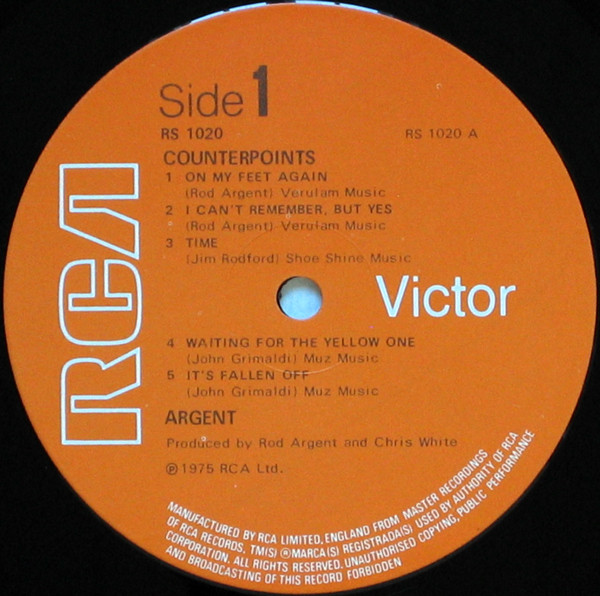 Side 1
RS 1020
RS 1020 A
COUNTERPOINTS
1 ON MY FEET AGAIN
(Rod Argent) Verulam Music
2 I CAN'T REMEMBER, BUT YES
(Rod Argent) Verulam Music
3 TIME
(Jim Rodford) Shoe Shine Music
RCA
Victor
4 WAITING FOR THE YELLOW ONE
(John Grimaldi) Muz Music
5 IT'S FALLEN OFF
(John Grimaldi) Muz Music
ARGENT
Produced by Rod Argent and Chris White
℗ 1975 RCA Ltd.
MANUFACTURED BY RCA LIMITED, ENGLAND FROM MASTER RECORDINGS
OF RCA RECORDS. TM(S) ® MARCA(S) REGISTRADA(S) USED BY AUTHORITY OF RCA
CORPORATION. ALL RIGHTS RESERVED. UNAUTHORISED COPYING, PUBLIC PERFORMANCE
AND BROADCASTING OF THIS RECORD FORBIDDEN